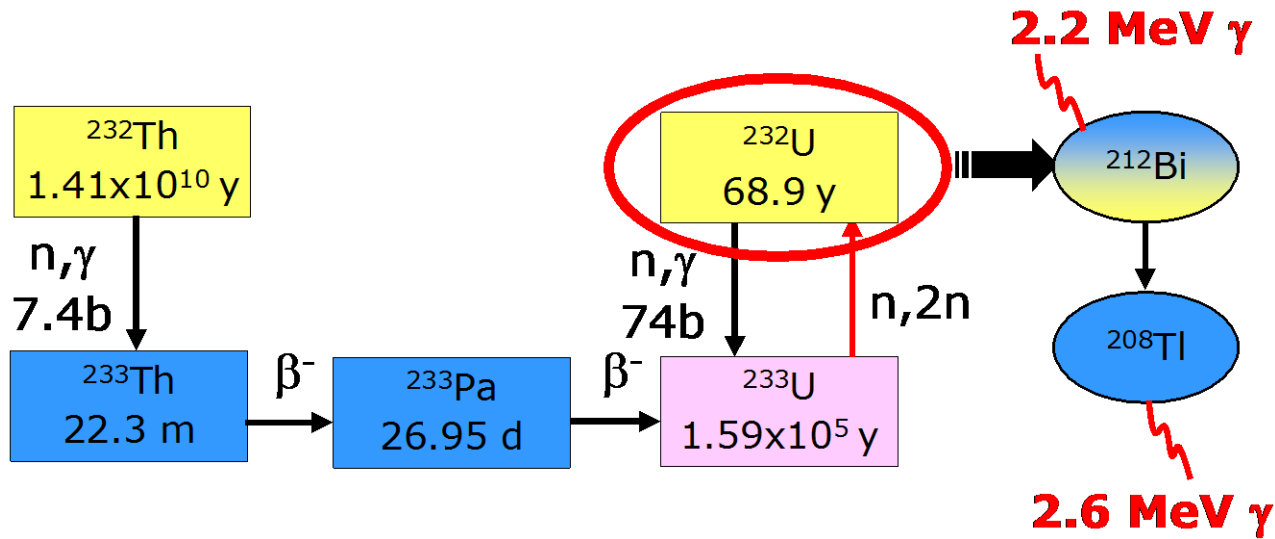 2.2 MeV γ
²³²Th
1.41x10¹⁰ y
²³²U
68.9 y
²¹²Bi
n,γ
7.4b
n,γ
74b
n,2n
²³³Th
22.3 m
β⁻
²³³Pa
26.95 d
β⁻
²³³U
1.59x10⁵ y
²⁰⁸Tl
2.6 MeV γ